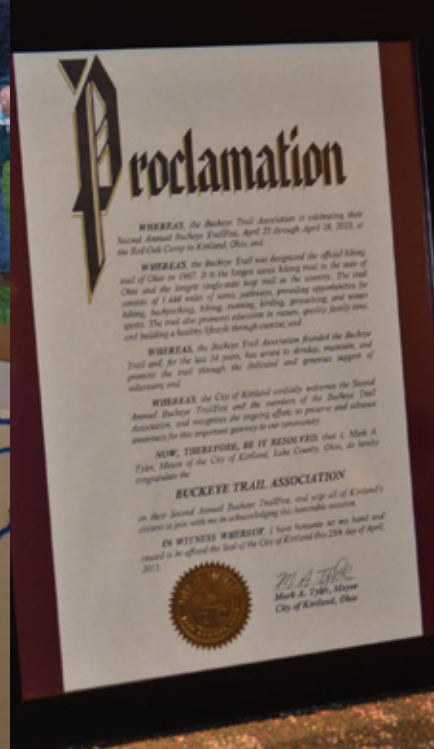 Proclamation
WHEREAS, the Buckeye Trail Association is celebrating their
Second Annual Buckeye TrailFest, April 25 through April 28, 2013, at
the Red Oak Camp in Kirtland, Ohio; and
WHEREAS, the Buckeye Trail was designated the official hiking
trail of Ohio in 1967. It is the longest scenic hiking trail in the state of
Ohio and the longest single-state loop trail in the country. The trail
consists of 1,444 miles of scenic pathways, providing opportunities for
hiking, backpacking, biking, running, birding, geocaching, and winter
sports. The trail also promotes education in nature, quality family time,
and building a healthy lifestyle through exercise; and
WHEREAS, the Buckeye Trail Association founded the Buckeye
Trail and, for the last 54 years, has served to develop, maintain, and
promote the trail through the dedicated and generous support of
volunteers; and
WHEREAS, the City of Kirtland cordially welcomes the Second
Annual Buckeye TrailFest and the members of the Buckeye Trail
Association, and recognizes the ongoing efforts to preserve and advance
awareness for this important gateway to our community.
NOW, THEREFORE, BE IT RESOLVED, that I, Mark A.
Tyler, Mayor of the City of Kirtland, Lake County, Ohio, do hereby
congratulate the
BUCKEYE TRAIL ASSOCIATION
on their Second Annual Buckeye TrailFest, and urge all of Kirtland's
citizens to join with me in acknowledging this honorable occasion.
IN WITNESS WHEREOF, I have hereunto set my hand and
caused to be affixed the Seal of the City of Kirtland this 25th day of April,
2013.
M. A. Tyler
Mark A. Tyler, Mayor
City of Kirtland, Ohio